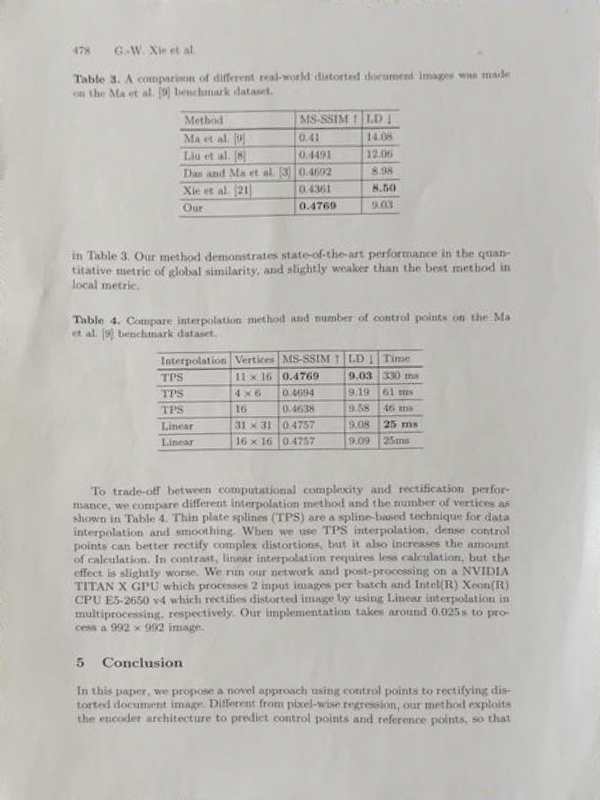 478 G.-W. Xie et al.
Table 3. A comparison of different real-world distorted document images was made
on the Ma et al. [9] benchmark dataset.
Method MS-SSIM ↑ LD ↓
Ma et al. [9] 0.41 14.08
Liu et al. [8] 0.4491 12.06
Das and Ma et al. [3] 0.4692 8.98
Xie et al. [21] 0.4361 8.50
Our 0.4769 9.03
in Table 3. Our method demonstrates state-of-the-art performance in the quan-
titative metric of global similarity, and slightly weaker than the best method in
local metric.
Table 4. Compare interpolation method and number of control points on the Ma
et al. [9] benchmark dataset.
Interpolation Vertices MS-SSIM ↑ LD ↓ Time
TPS 11 × 16 0.4769 9.03 330 ms
TPS 4 × 6 0.4694 9.19 61 ms
TPS 16 0.4638 9.58 46 ms
Linear 31 × 31 0.4757 9.08 25 ms
Linear 16 × 16 0.4757 9.09 25ms
To trade-off between computational complexity and rectification perfor-
mance, we compare different interpolation method and the number of vertices as
shown in Table 4. Thin plate splines (TPS) are a spline-based technique for data
interpolation and smoothing. When we use TPS interpolation, dense control
points can better rectify complex distortions, but it also increases the amount
of calculation. In contrast, linear interpolation requires less calculation, but the
effect is slightly worse. We run our network and post-processing on a NVIDIA
TITAN X GPU which processes 2 input images per batch and Intel(R) Xeon(R)
CPU E5-2650 v4 which rectifies distorted image by using Linear interpolation in
multiprocessing, respectively. Our implementation takes around 0.025 s to pro-
cess a 992 × 992 image.
5 Conclusion
In this paper, we propose a novel approach using control points to rectifying dis-
torted document image. Different from pixel-wise regression, our method exploits
the encoder architecture to predict control points and reference points, so that